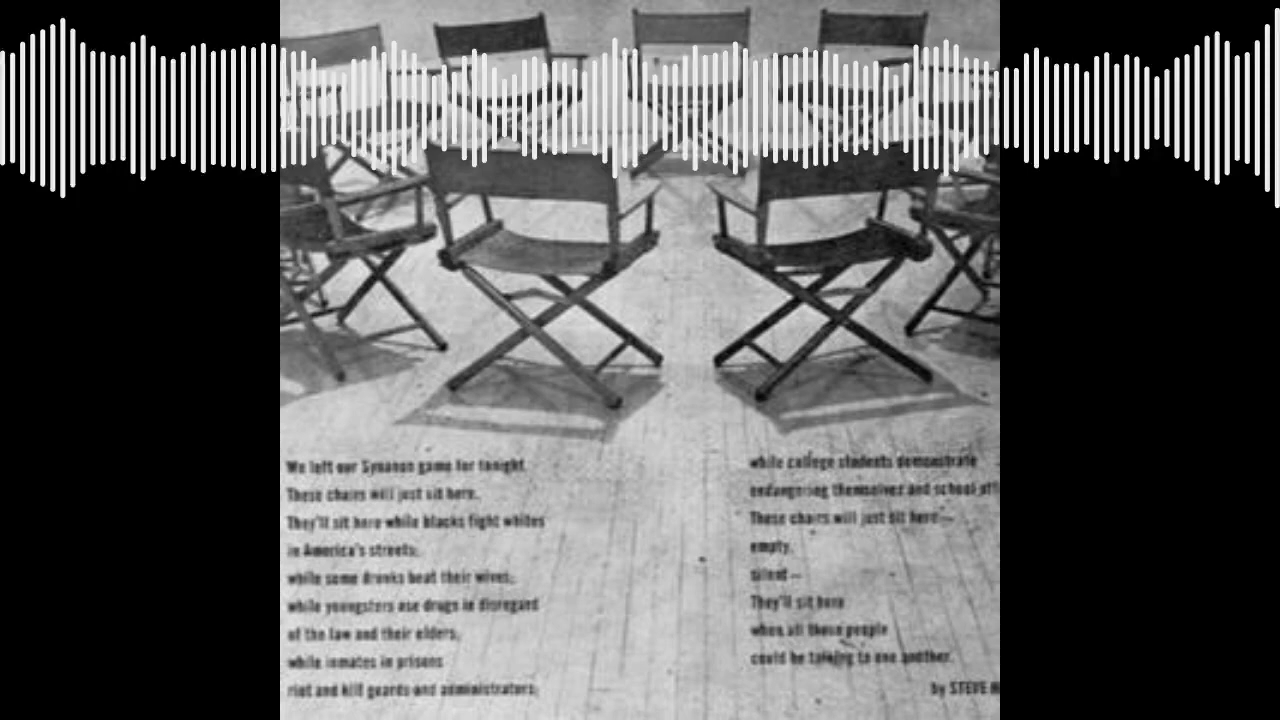 We left our Synanon game for tonight.
These chairs will just sit here.
They'll sit here while blacks fight whites
in America's streets;
while some drunks beat their wives;
while youngsters use drugs in disregard
of the law and their elders;
while inmates in prisons
riot and kill guards and administrators;
while college students demonstrate
endangering themselves and school
These chairs will just sit here—
empty,
silent—
They'll sit here
when all these people
could be talking to one another.
by STEVE